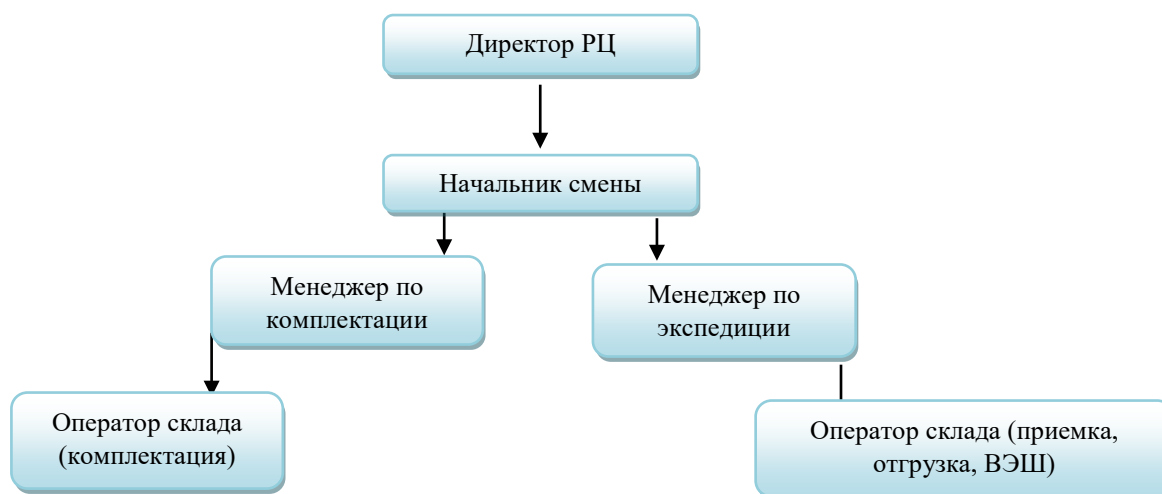 Директор РЦ
Начальник смены
Менеджер по
комплектации
Менеджер по
экспедиции
Оператор склада
(комплектация)
Оператор склада (приемка,
отгрузка, ВЭШ)